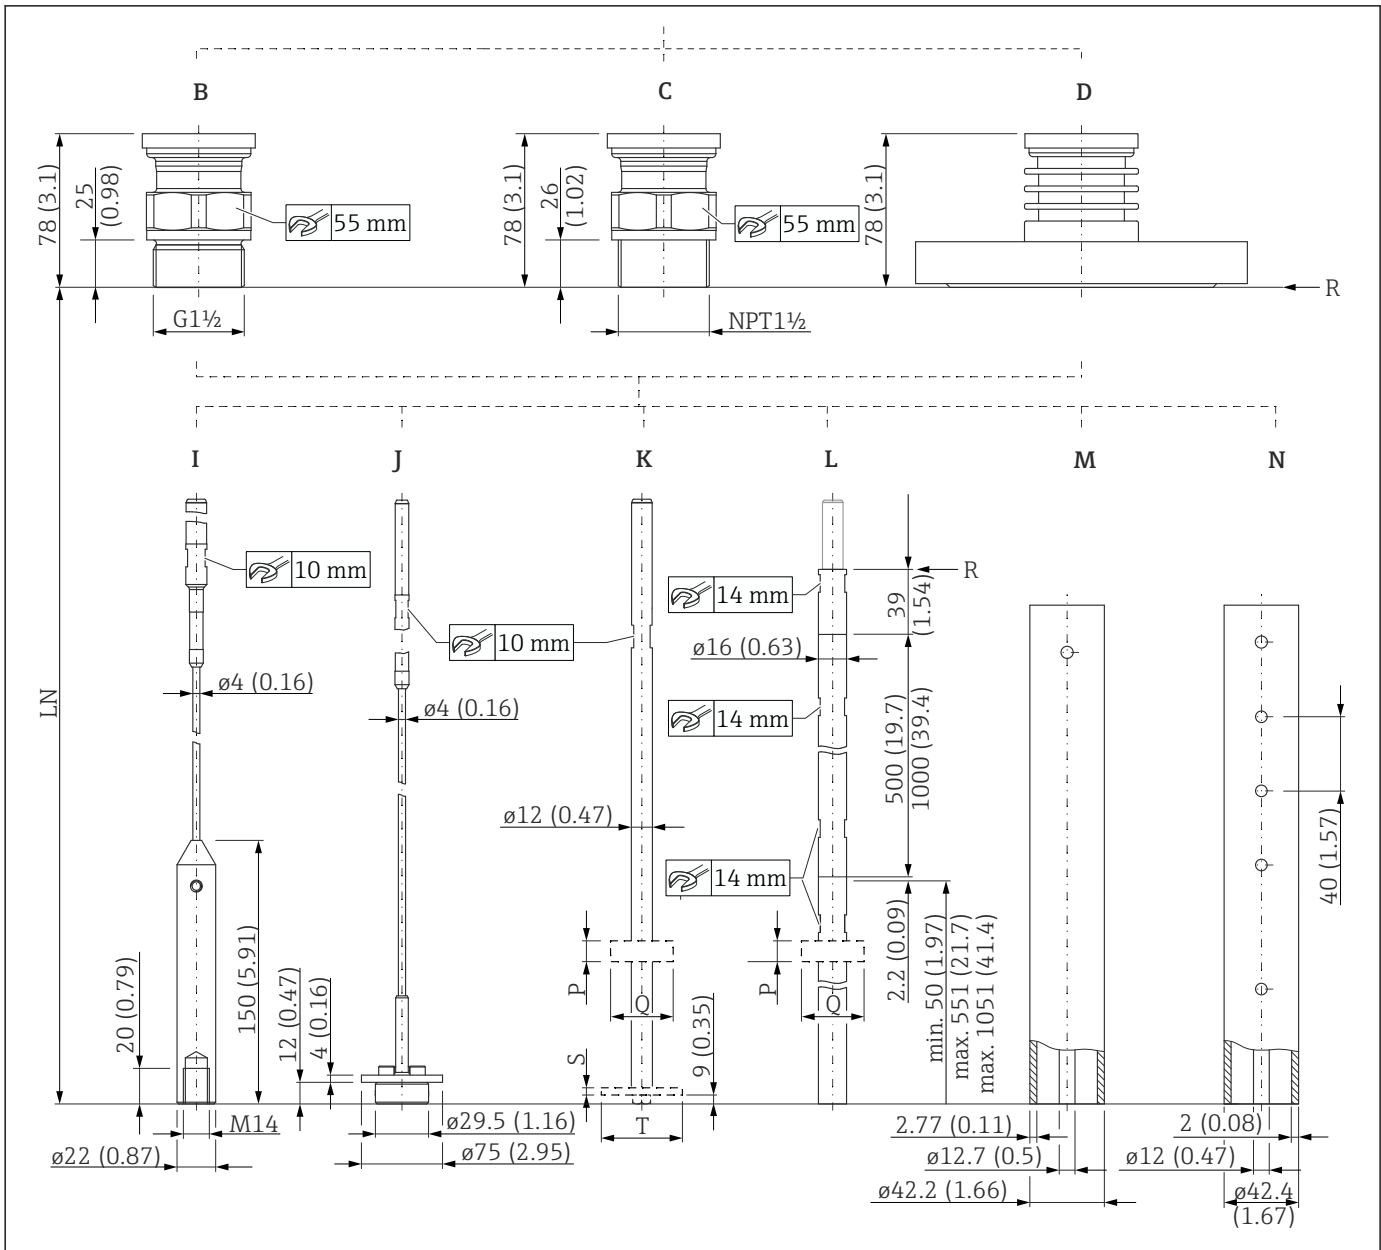 B
C
D
78 (3.1)
25
(0.98)
55 mm
G1½
78 (3.1)
26
(1.02)
55 mm
NPT1½
78 (3.1)
R
LN
I
J
K
L
M
N
10 mm
10 mm
14 mm
R
39
(1.54)
ø16 (0.63)
ø4 (0.16)
ø4 (0.16)
14 mm
500 (19.7)
1000 (39.4)
40 (1.57)
ø12 (0.47)
14 mm
150 (5.91)
20 (0.79)
12 (0.47)
4 (0.16)
P
Q
S
9 (0.35)
P
Q
2.2 (0.09)
min. 50 (1.97)
max. 551 (21.7)
max. 1051 (41.4)
M14
ø22 (0.87)
ø29.5 (1.16)
ø75 (2.95)
T
2.77 (0.11)
ø12.7 (0.5)
ø42.2 (1.66)
2 (0.08)
ø12 (0.47)
ø42.4
(1.67)